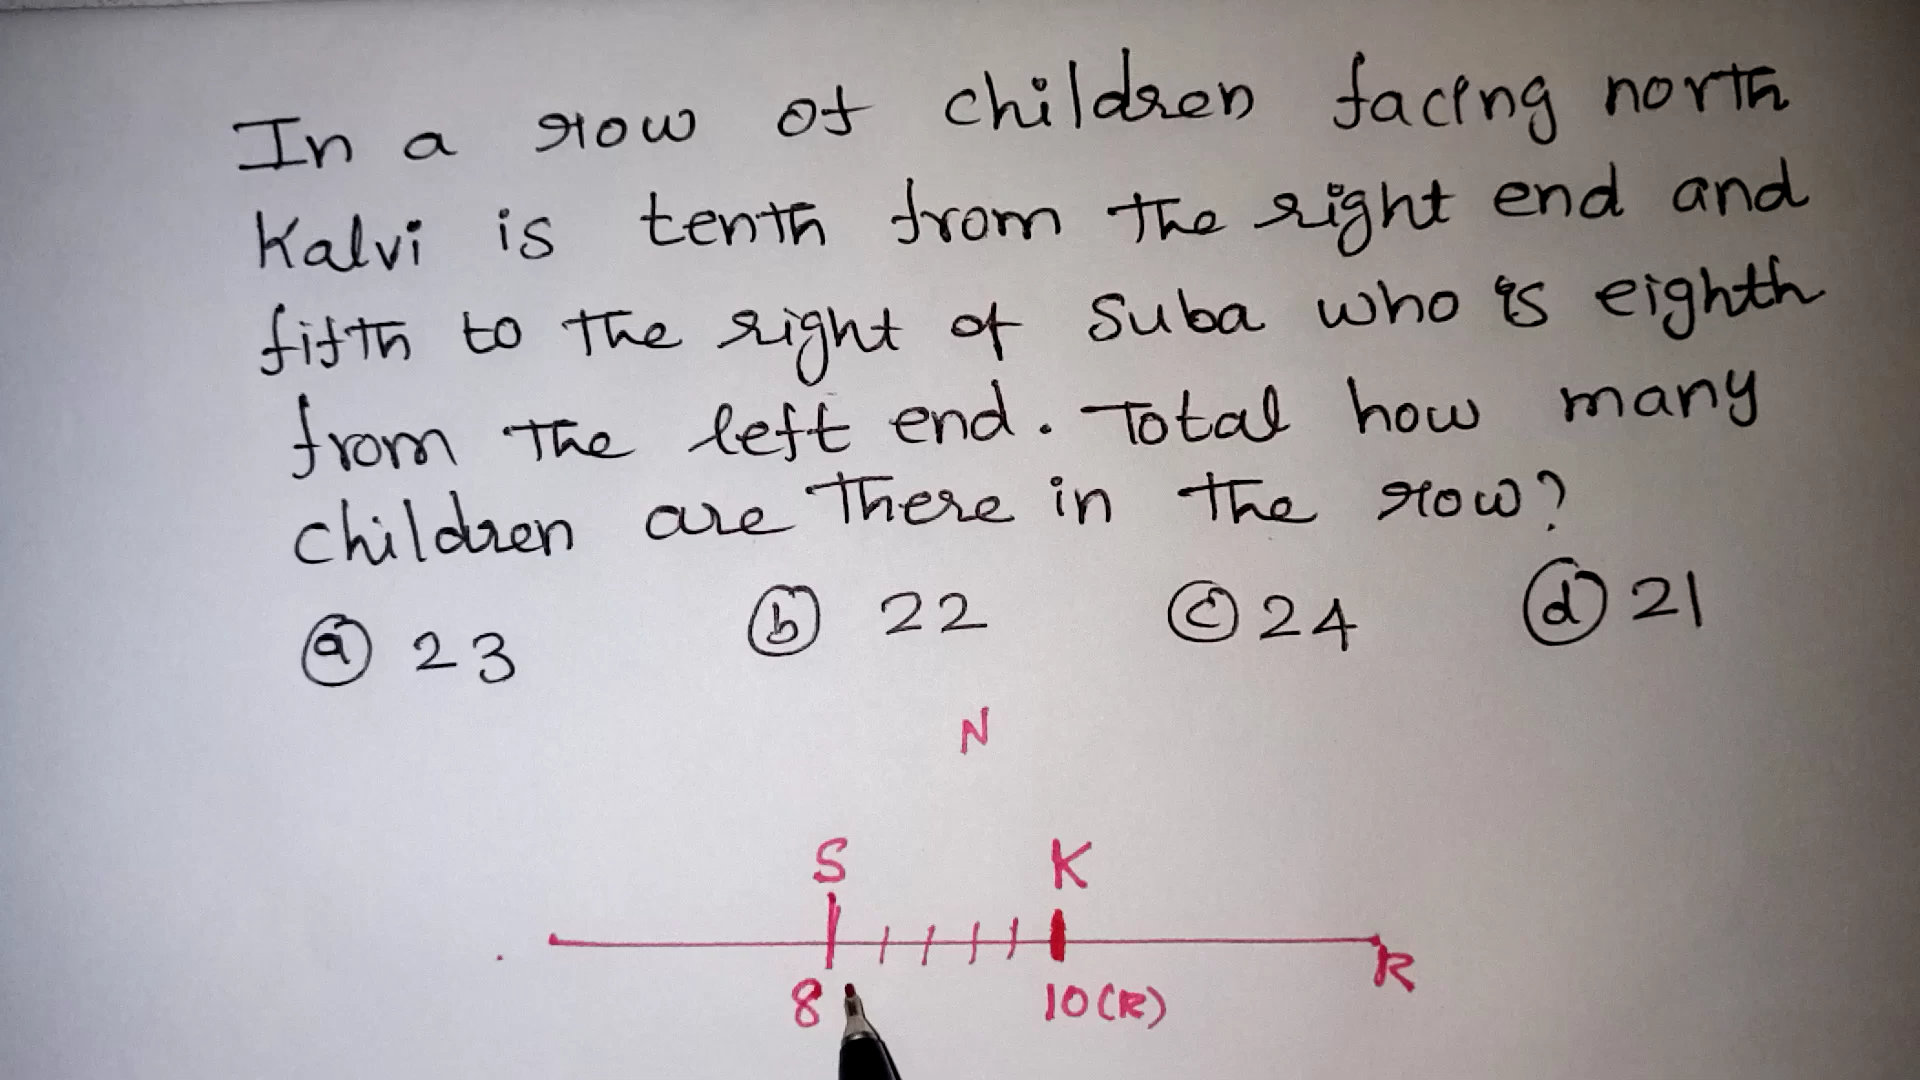 In a row of children facing north
Kalvi is tenth from the right end and
fifth to the right of Suba who is eighth
from the left end. Total how many
children are there in the row?
ⓐ 23 ⓑ 22 ⓒ 24 ⓓ 21
N
S K
R
8 10(R)